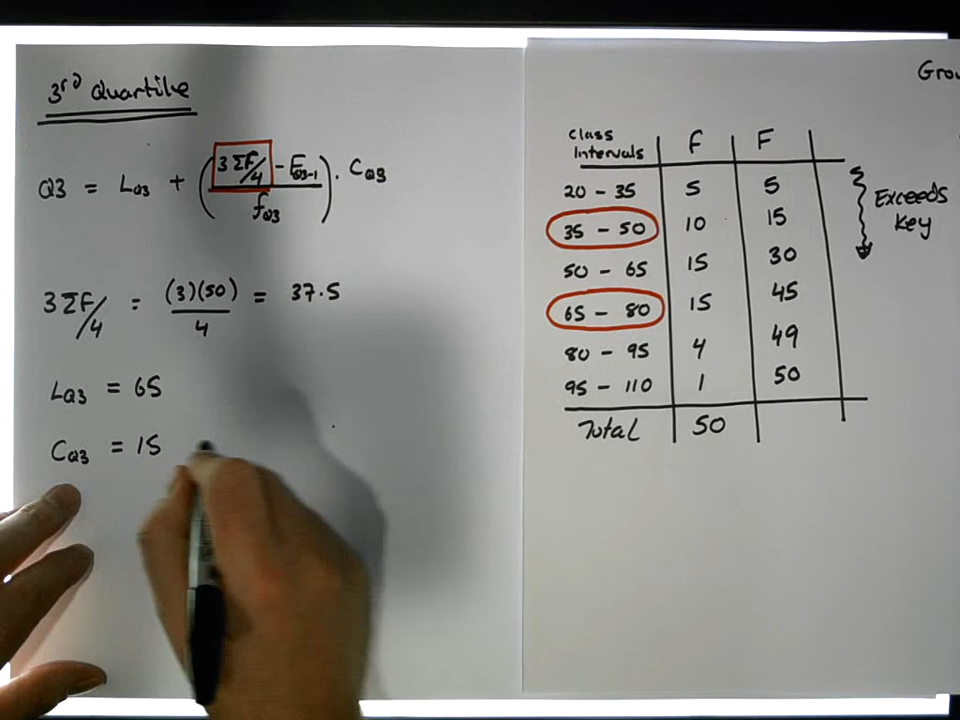 3rd Quartile
Q3 = LQ3 + (3ΣF/4 - FQ3-1 / fQ3) . CQ3
3ΣF/4 = (3)(50)/4 = 37.5
LQ3 = 65
CQ3 = 15
Class Intervals f F
20 - 35 5 5
35 - 50 10 15
50 - 65 15 30
65 - 80 15 45
80 - 95 4 49
95 - 110 1 50
Total 50
Exceeds
Key